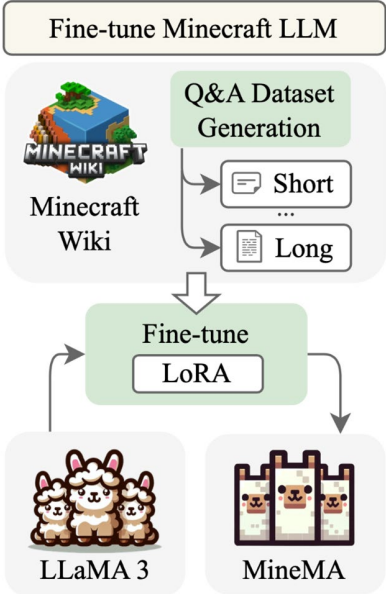 Fine-tune Minecraft LLM
MINECRAFT
WIKI
Minecraft
Wiki
Q&A Dataset
Generation
Short
...
Long
Fine-tune
LoRA
LLaMA 3
MineMA